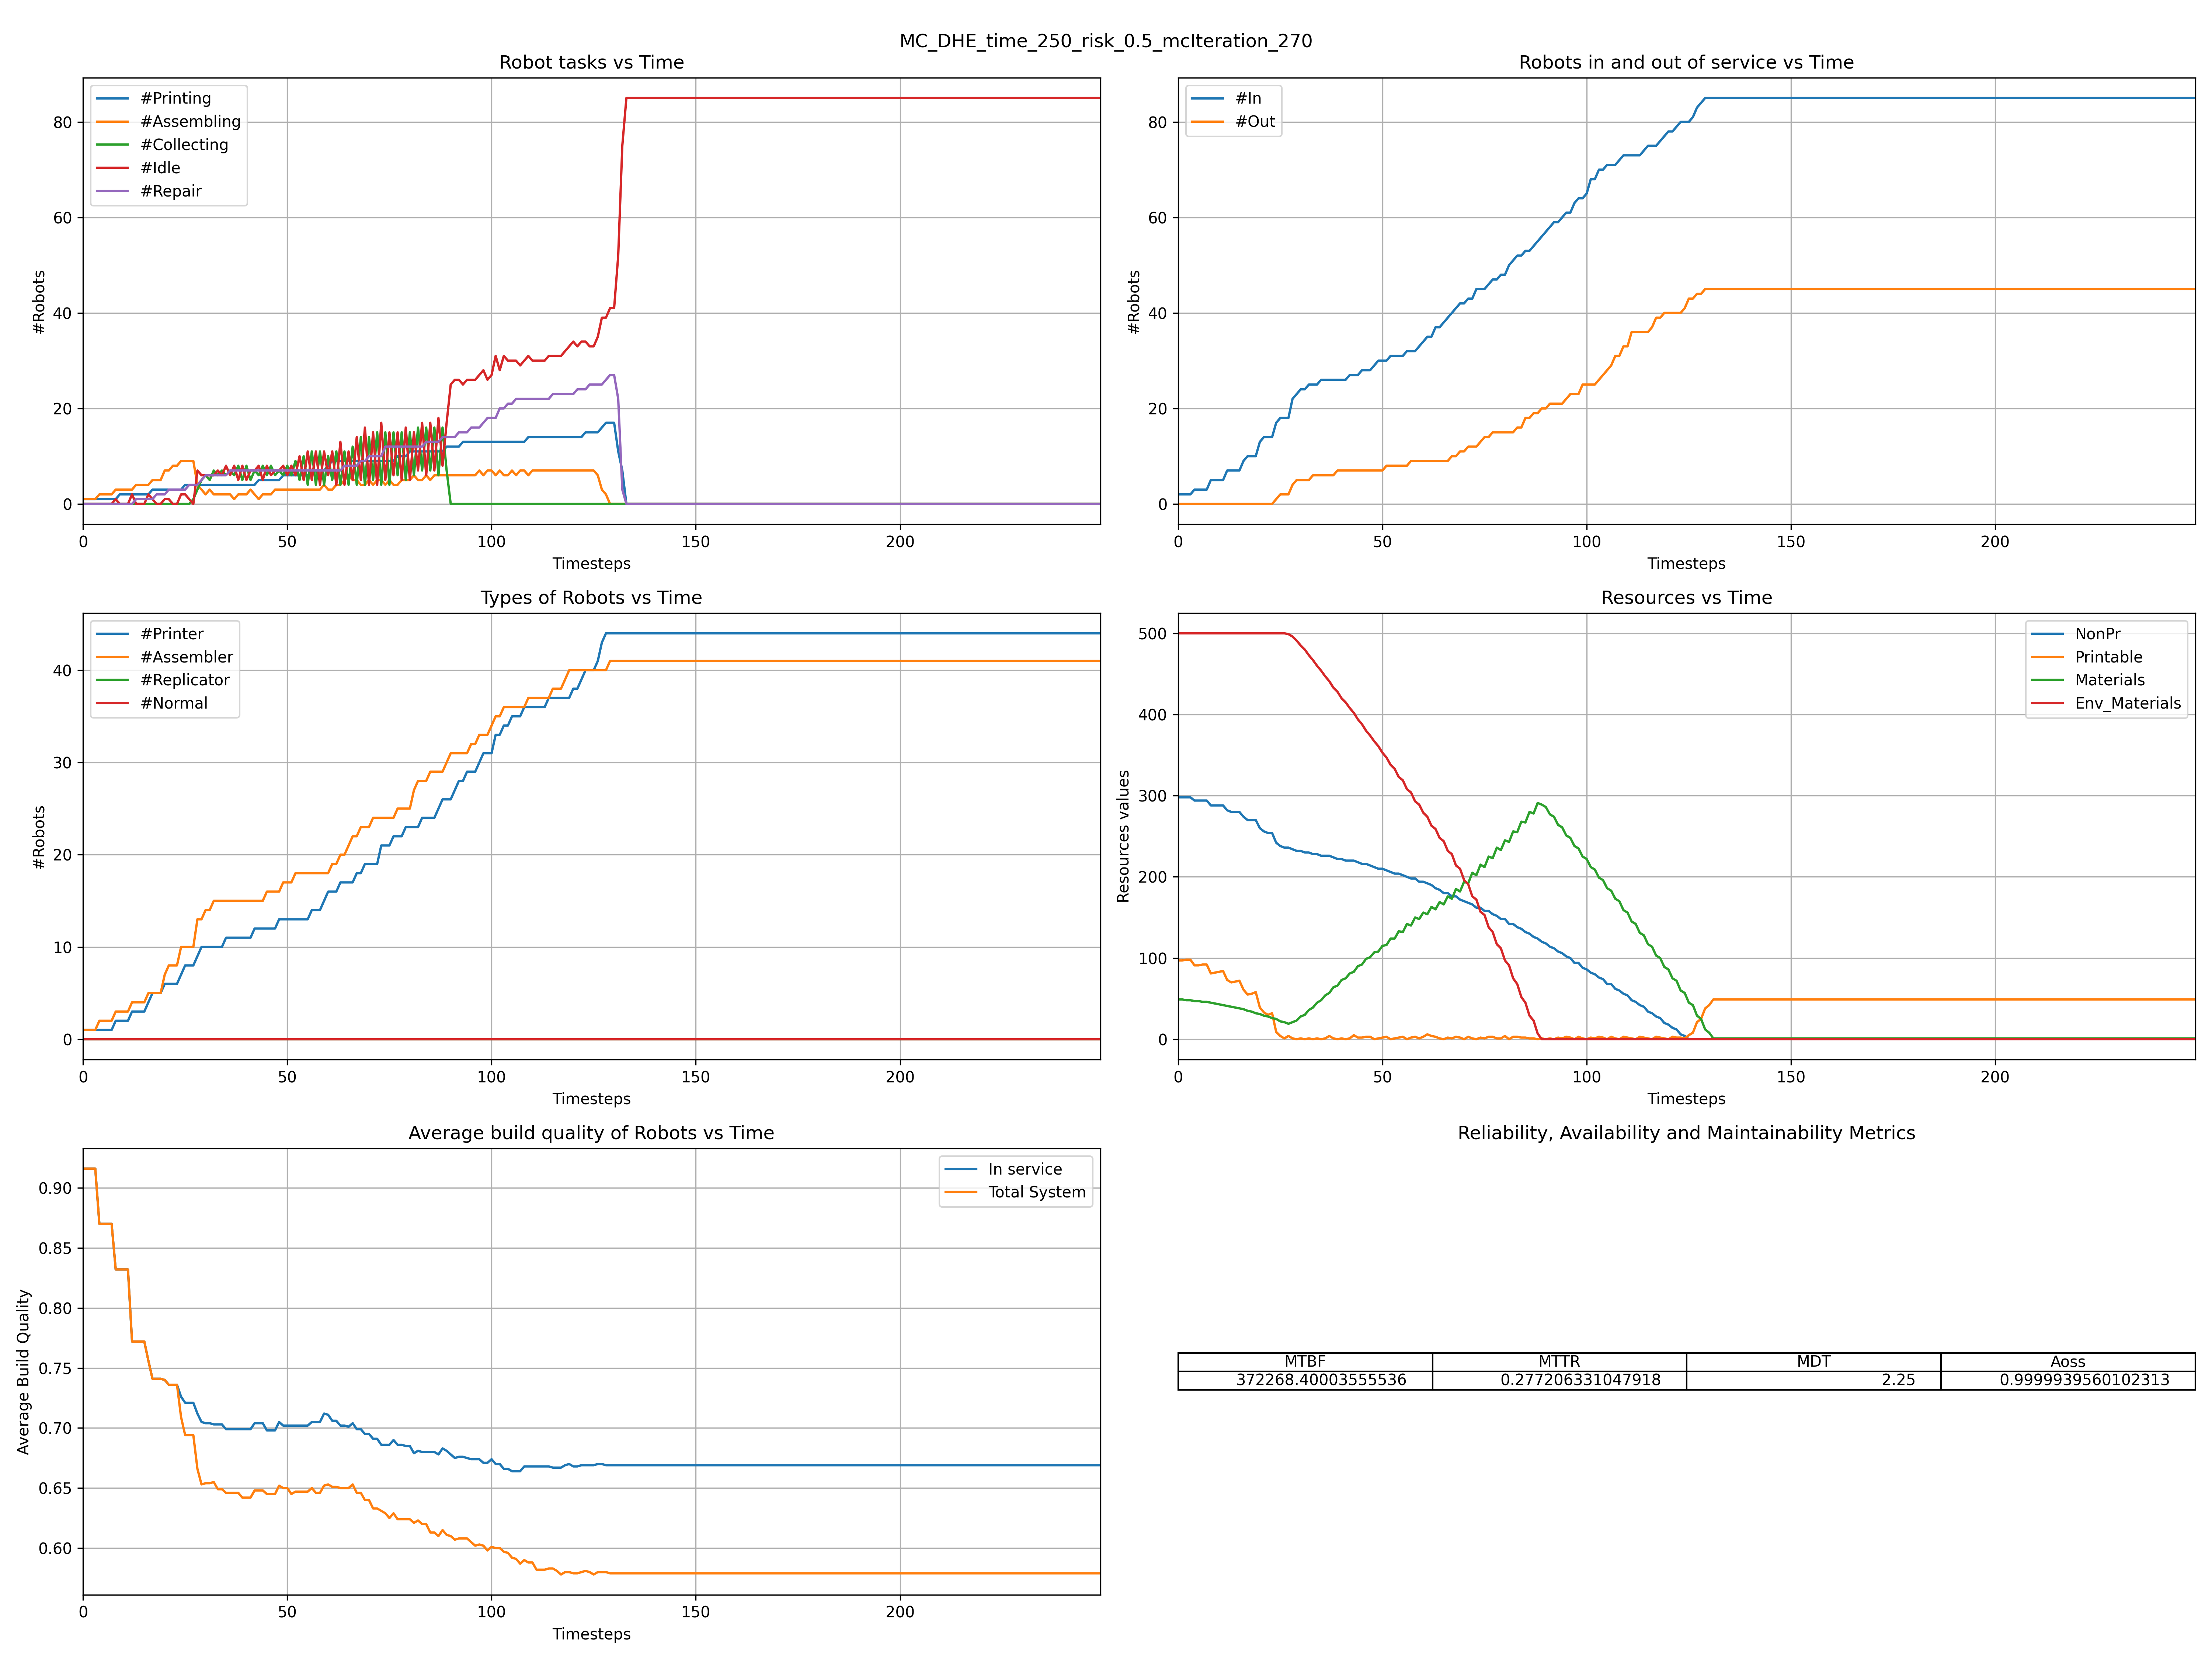 MC_DHE_time_250_risk_0.5_mcIteration_270
Robot tasks vs Time
#Printing
#Assembling
#Collecting
#Idle
#Repair
80
60
40
20
0
#Robots
0 50 100 150 200
Timesteps
Robots in and out of service vs Time
#In
#Out
80
60
40
20
0
#Robots
0 50 100 150 200
Timesteps
Types of Robots vs Time
#Printer
#Assembler
#Replicator
#Normal
40
30
20
10
0
#Robots
0 50 100 150 200
Timesteps
Resources vs Time
NonPr
Printable
Materials
Env_Materials
500
400
300
200
100
0
Resources values
0 50 100 150 200
Timesteps
Average build quality of Robots vs Time
In service
Total System
0.90
0.85
0.80
0.75
0.70
0.65
0.60
Average Build Quality
0 50 100 150 200
Timesteps
Reliability, Availability and Maintainability Metrics
MTBF MTTR MDT Aoss
372268.40003555536 0.277206331047918 2.25 0.9999939560102313